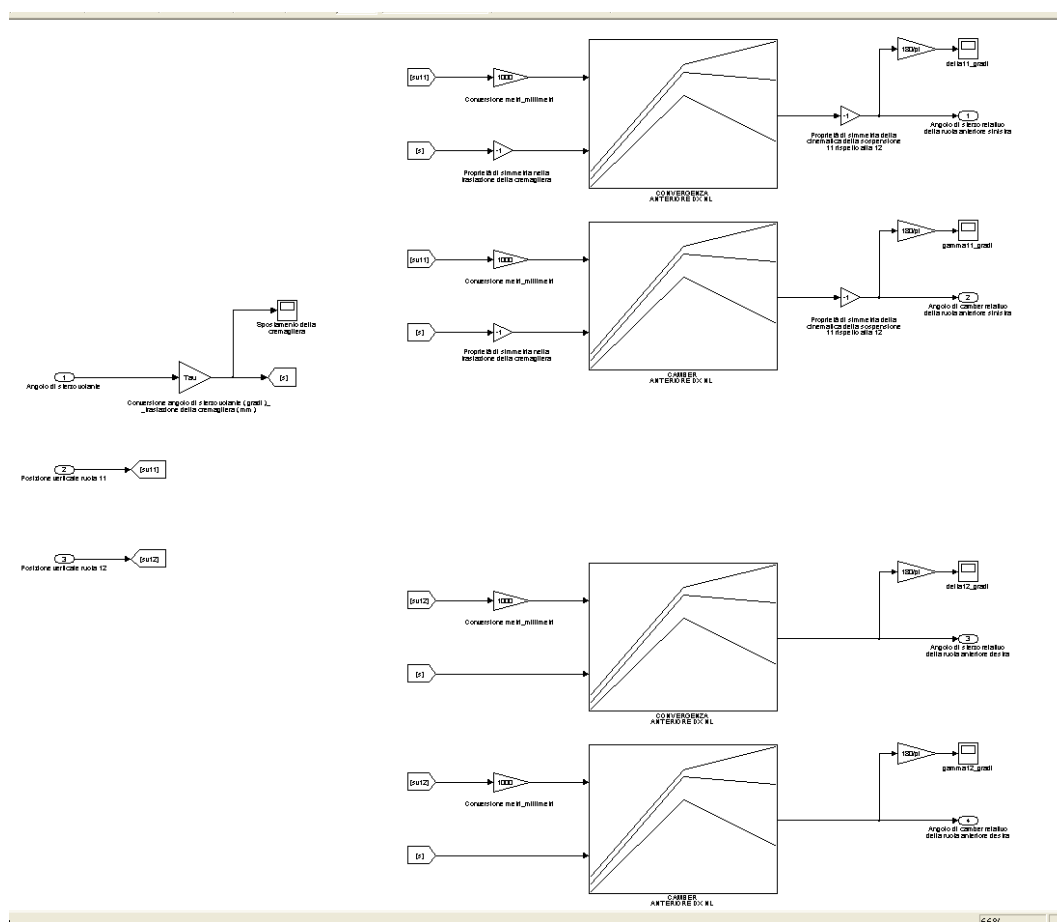 [su11]
1000
Conversione metri_millimetri
[s]
-1
Proprietà di simmetria nella
traslazione della cremagliera
CONVERGENZA
ANTERIORE DX NL
-1
Proprietà di simmetria della
cinematica della sospensione
11 rispetto alla 12
180/pi
delta11_gradi
1
Angolo di sterzo relativo
della ruota anteriore sinistra
[su11]
1000
Conversione metri_millimetri
[s]
-1
Proprietà di simmetria nella
traslazione della cremagliera
CAMBER
ANTERIORE DX NL
-1
Proprietà di simmetria della
cinematica della sospensione
11 rispetto alla 12
180/pi
gamma11_gradi
2
Angolo di camber relativo
della ruota anteriore sinistra
Spostamento della
cremagliera
1
Angolo di sterzo volante
Tau
[s]
Conversione angolo di sterzo volante (gradi)_
_traslazione della cremagliera (mm)
2
Posizione verticale ruota 11
[su11]
3
Posizione verticale ruota 12
[su12]
[su12]
1000
Conversione metri_millimetri
[s]
CONVERGENZA
ANTERIORE DX NL
180/pi
delta12_gradi
3
Angolo di sterzo relativo
della ruota anteriore destra
[su12]
1000
Conversione metri_millimetri
[s]
CAMBER
ANTERIORE DX NL
180/pi
gamma12_gradi
4
Angolo di camber relativo
della ruota anteriore destra
66%